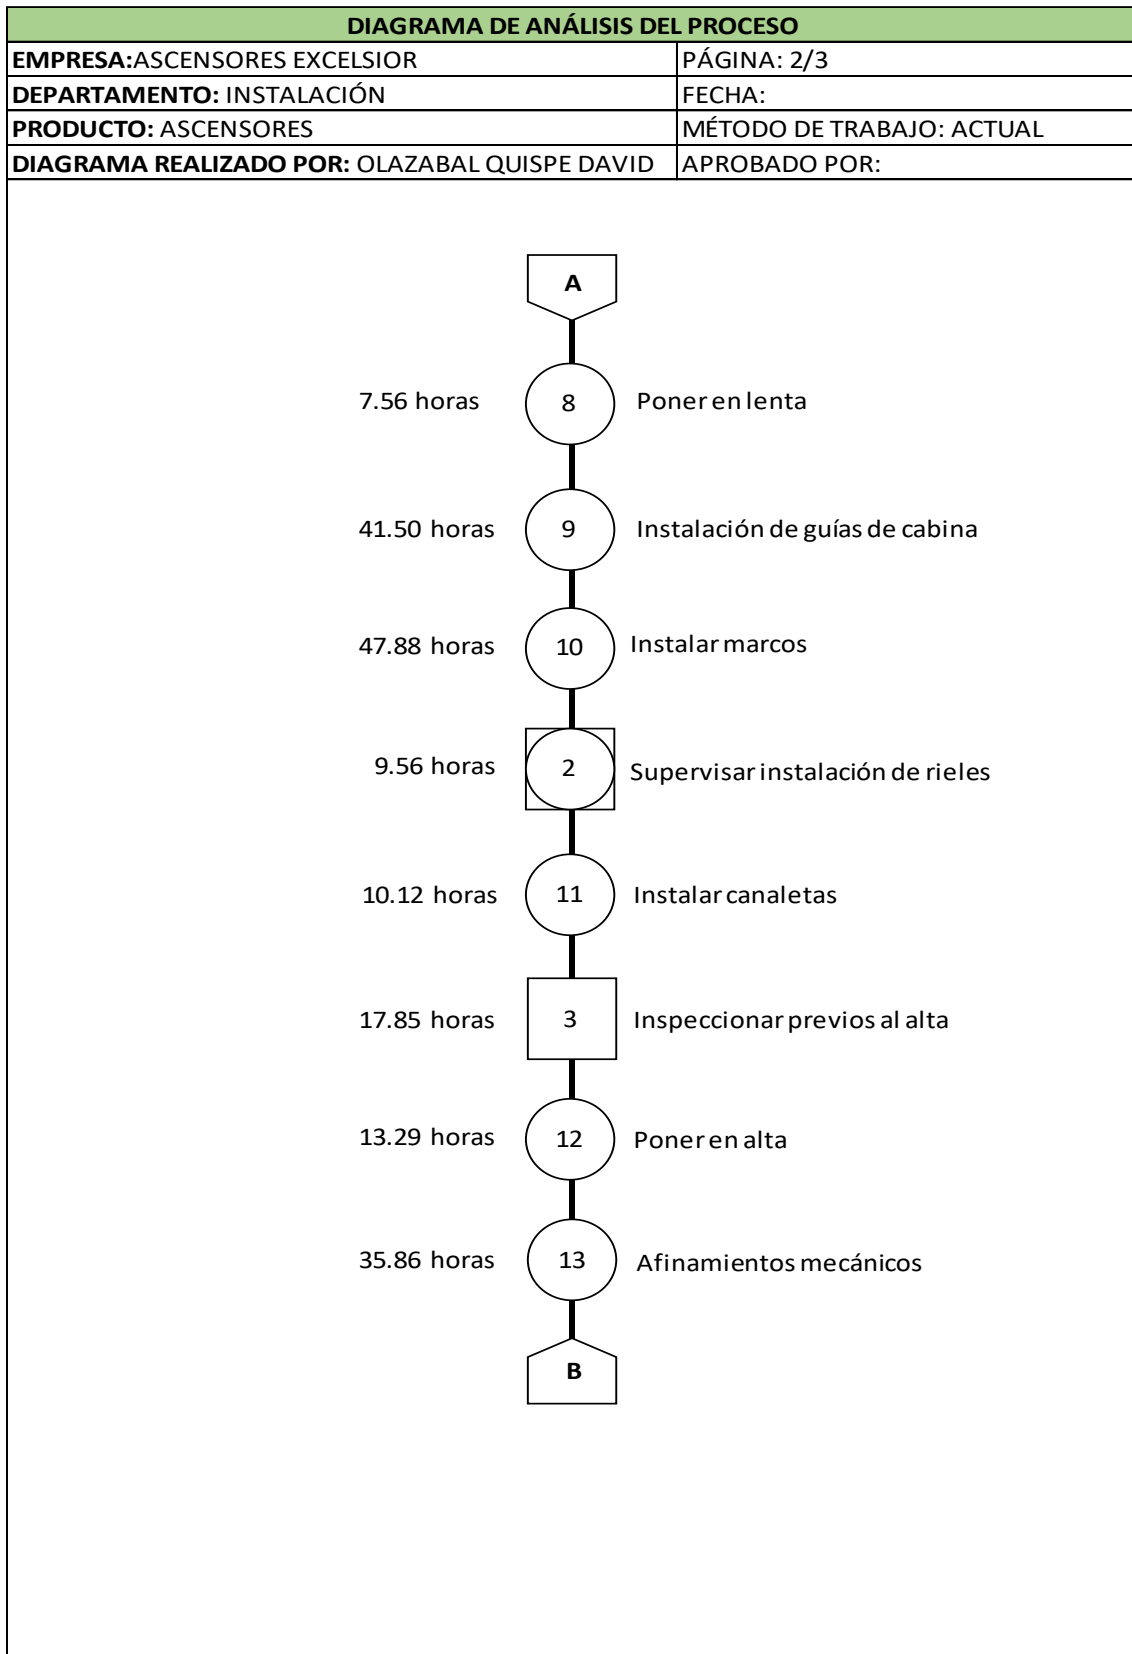 DIAGRAMA DE ANÁLISIS DEL PROCESO
EMPRESA:ASCENSORES EXCELSIOR PÁGINA: 2/3
DEPARTAMENTO: INSTALACIÓN FECHA:
PRODUCTO: ASCENSORES MÉTODO DE TRABAJO: ACTUAL
DIAGRAMA REALIZADO POR: OLAZABAL QUISPE DAVID APROBADO POR:
A
7.56 horas 8 Poner en lenta
41.50 horas 9 Instalación de guías de cabina
47.88 horas 10 Instalar marcos
9.56 horas 2 Supervisar instalación de rieles
10.12 horas 11 Instalar canaletas
17.85 horas 3 Inspeccionar previos al alta
13.29 horas 12 Poner en alta
35.86 horas 13 Afinamientos mecánicos
B